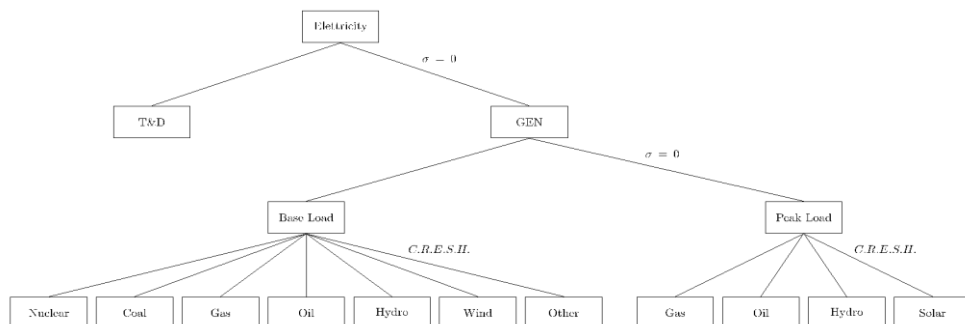 Elettricity
σ = 0
T&D
GEN
σ = 0
Base Load
Peak Load
C.R.E.S.H.
C.R.E.S.H.
Nuclear
Coal
Gas
Oil
Hydro
Wind
Other
Gas
Oil
Hydro
Solar